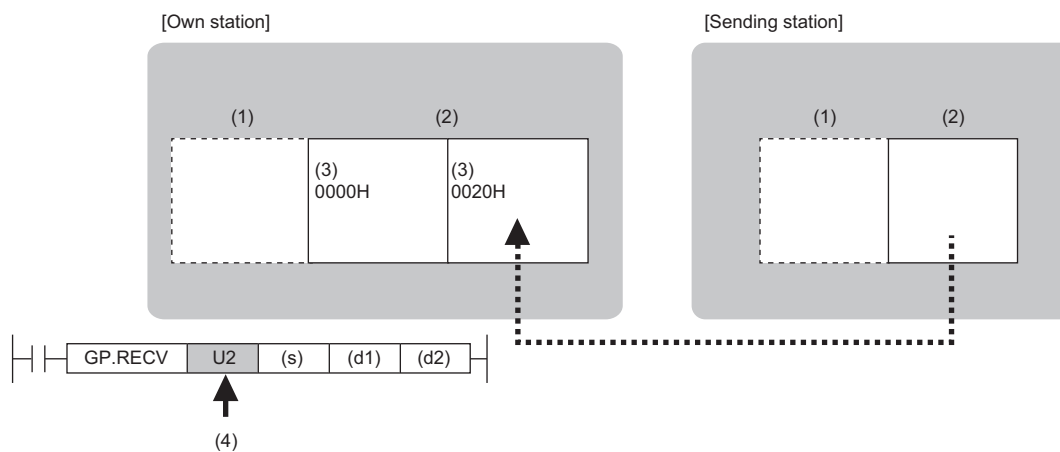 [Own station]
[Sending station]
(1)
(2)
(1)
(2)
(3)
0000H
(3)
0020H
GP.RECV U2 (s) (d1) (d2)
(4)